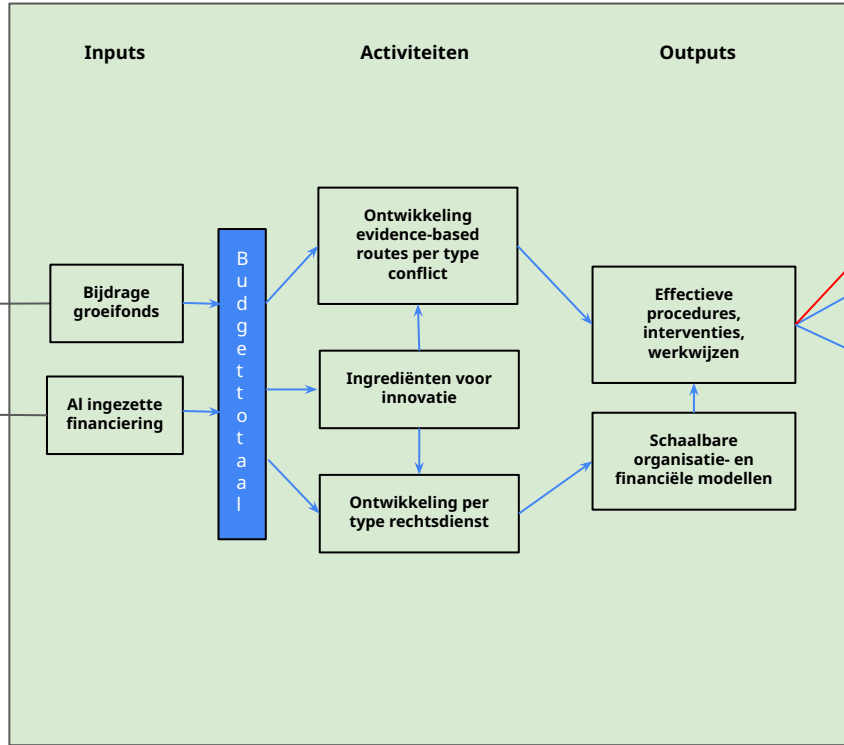 Inputs
Activiteiten
Outputs
Bijdrage
groeifonds
Al ingezette
financiering
Budgettotaal
Ontwikkeling
evidence-based
routes per type
conflict
Ingrediënten voor
innovatie
Ontwikkeling per
type rechtsdienst
Effectieve
procedures,
interventies,
werkwijzen
Schaalbare
organisatie- en
financiële modellen